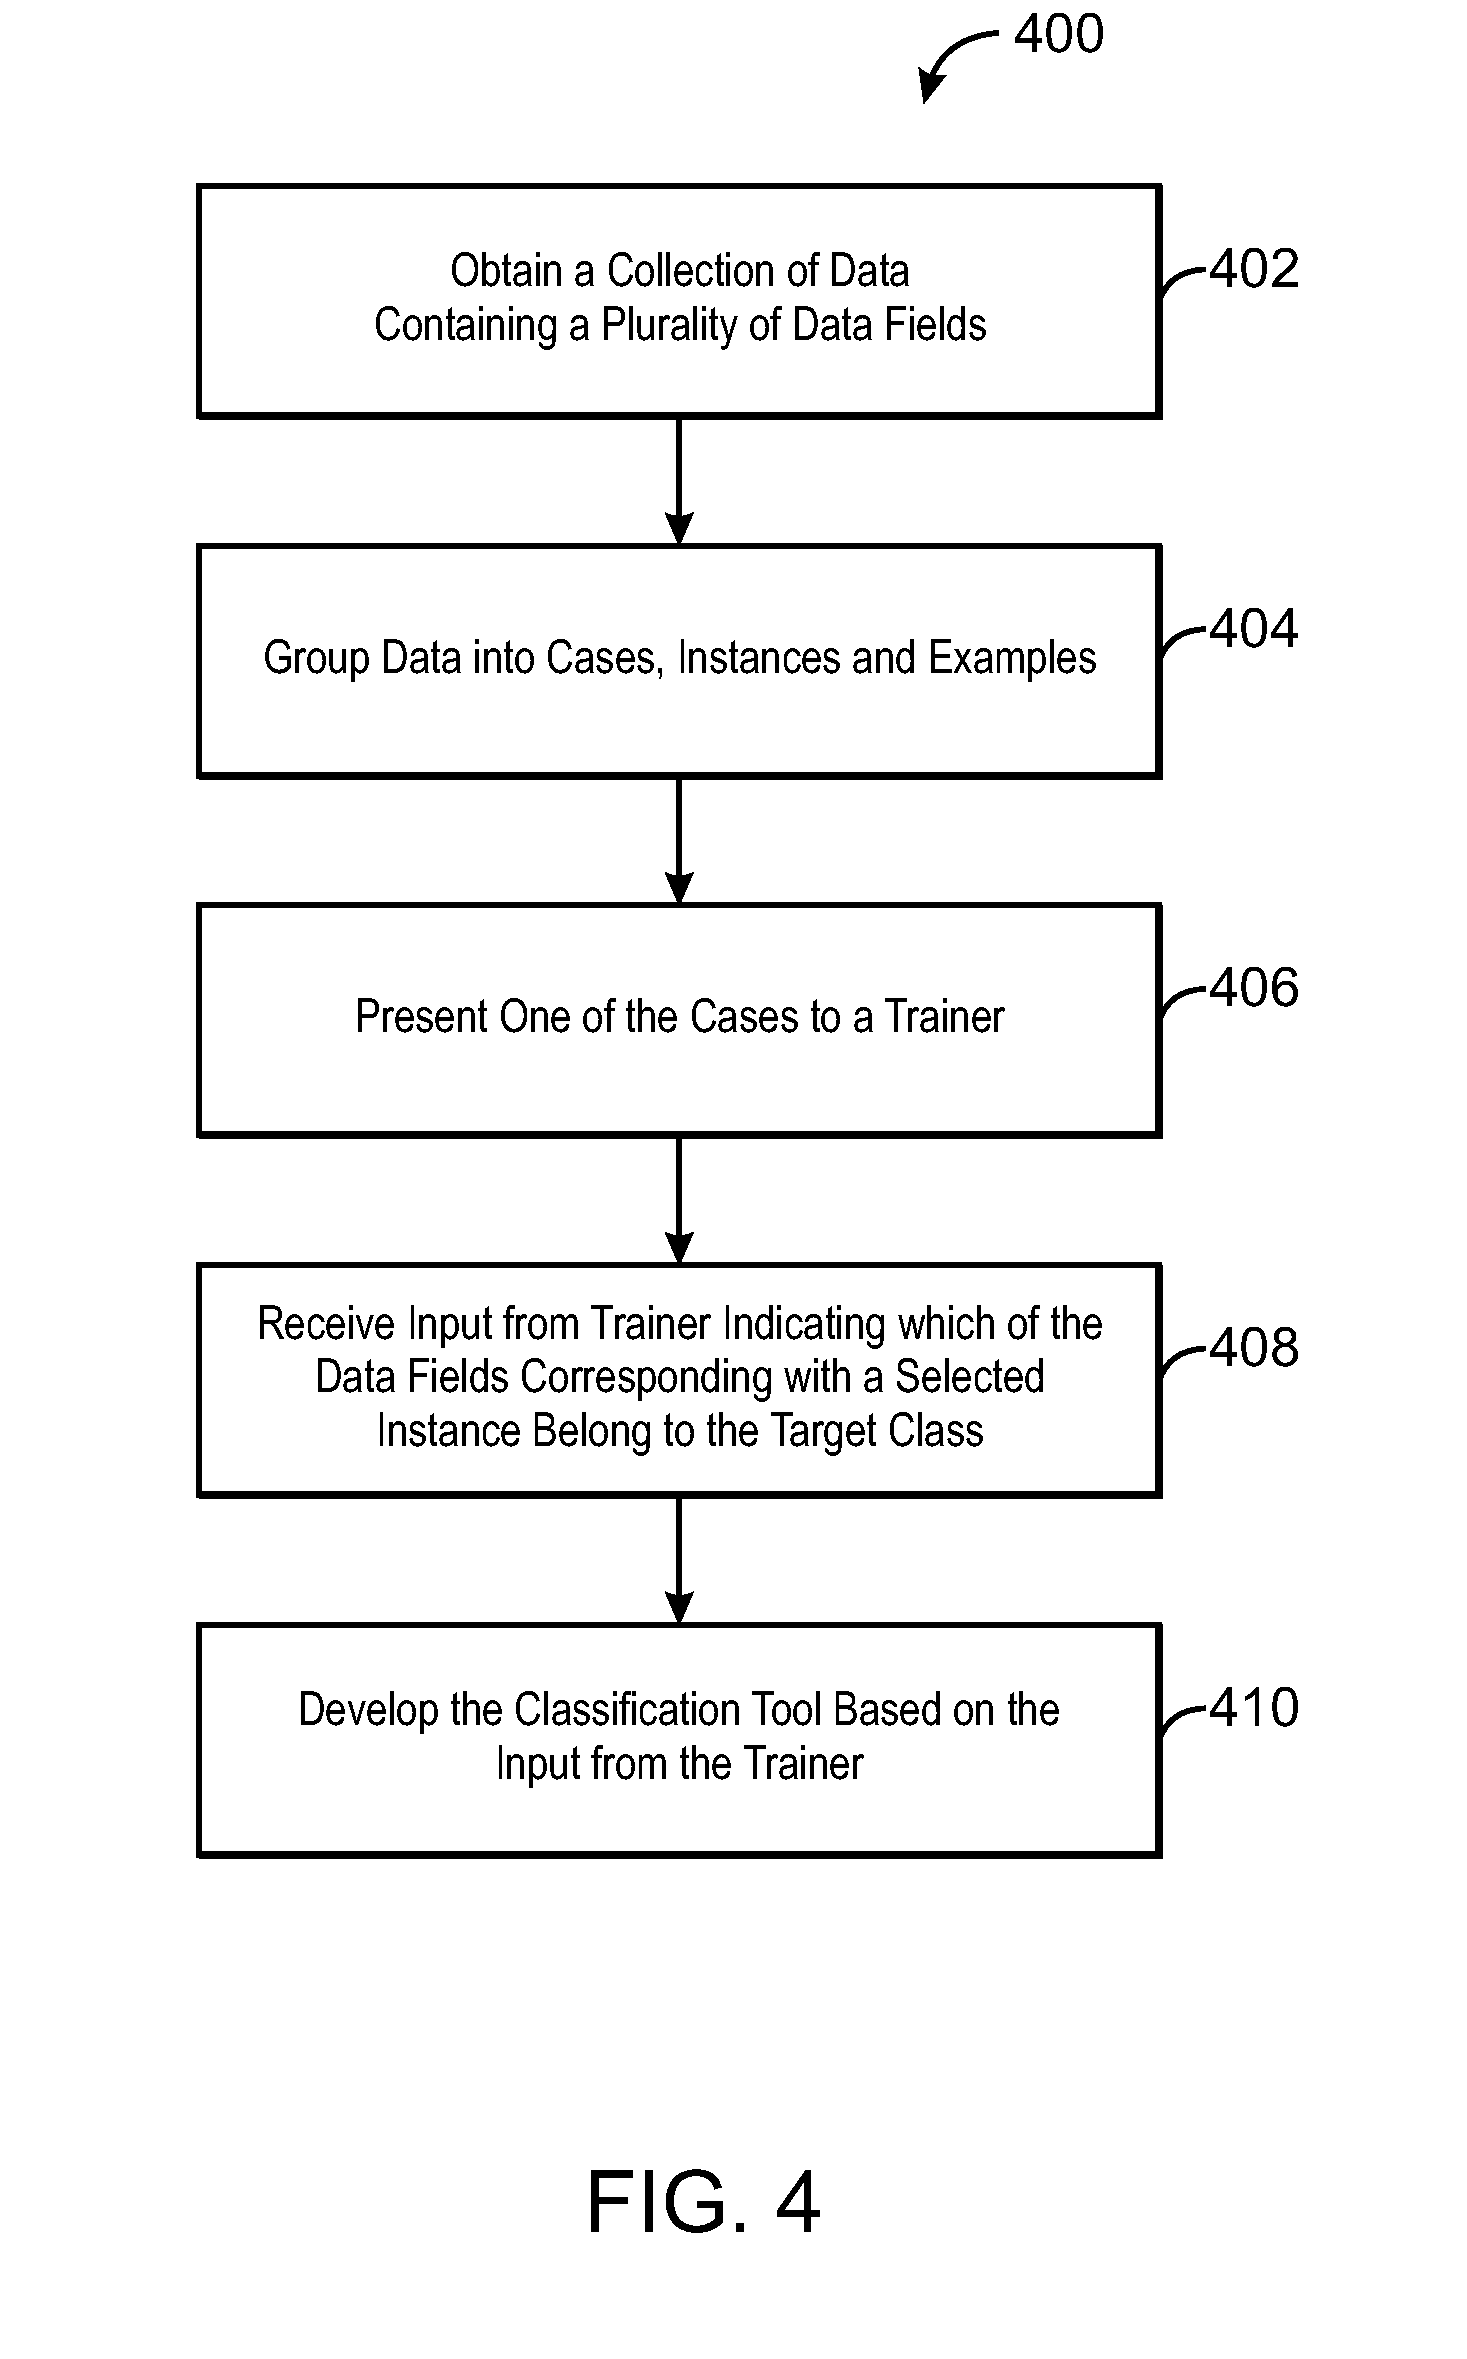 400
Obtain a Collection of Data
Containing a Plurality of Data Fields
402
Group Data into Cases, Instances and Examples
404
Present One of the Cases to a Trainer
406
Receive Input from Trainer Indicating which of the
Data Fields Corresponding with a Selected
Instance Belong to the Target Class
408
Develop the Classification Tool Based on the
Input from the Trainer
410
FIG. 4